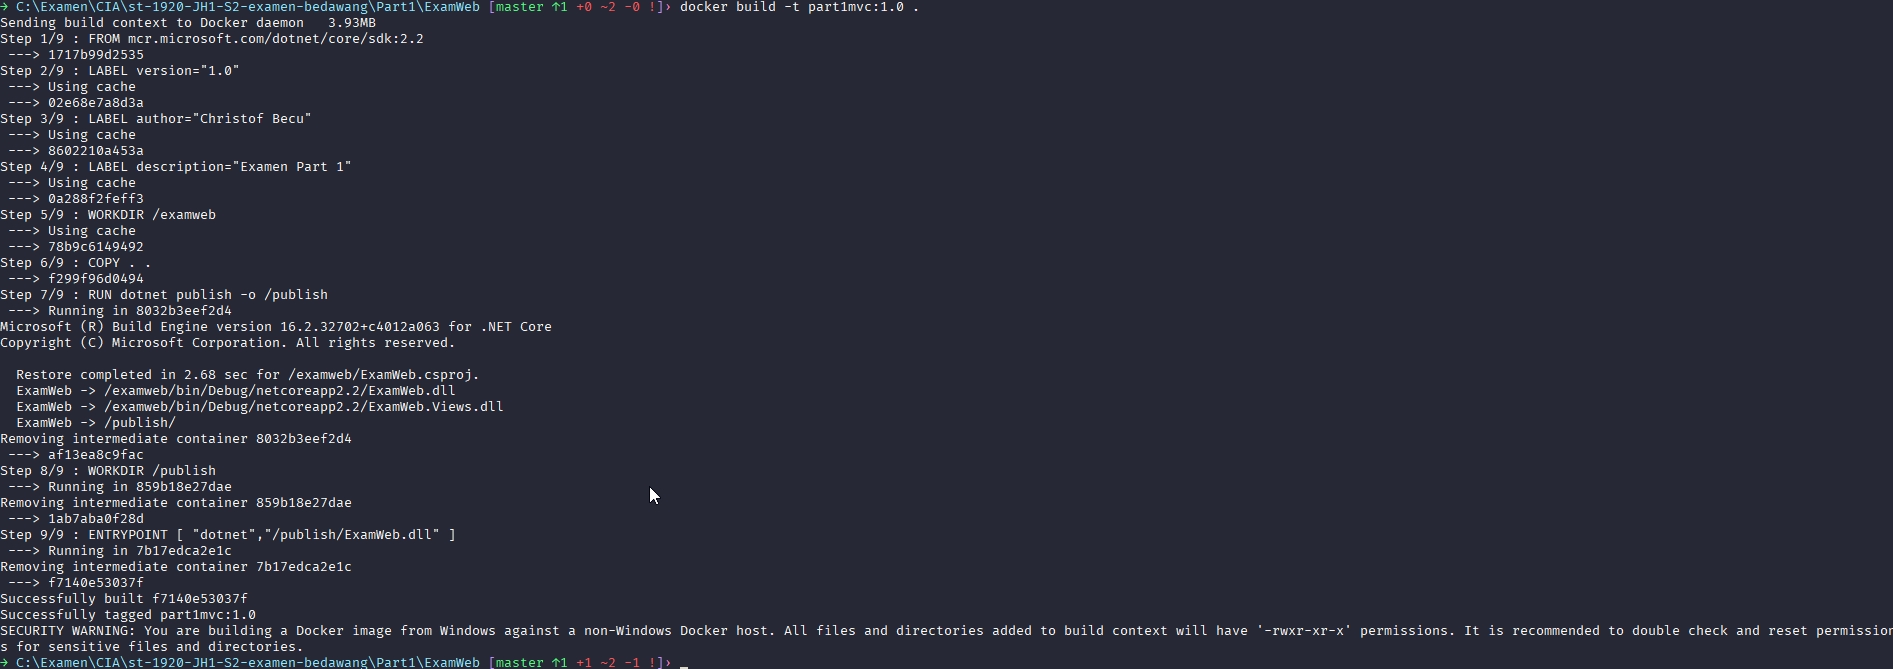 → C:\Examen\CIA\st-1920-JH1-S2-examen-bedawang\Part1\ExamWeb [master ↑1 +0 ~2 -0 !]› docker build -t part1mvc:1.0 .
Sending build context to Docker daemon   3.93MB
Step 1/9 : FROM mcr.microsoft.com/dotnet/core/sdk:2.2
 ---> 1717b99d2535
Step 2/9 : LABEL version="1.0"
 ---> Using cache
 ---> 02e68e7a8d3a
Step 3/9 : LABEL author="Christof Becu"
 ---> Using cache
 ---> 8602210a453a
Step 4/9 : LABEL description="Examen Part 1"
 ---> Using cache
 ---> 0a288f2feff3
Step 5/9 : WORKDIR /examweb
 ---> Using cache
 ---> 78b9c6149492
Step 6/9 : COPY . .
 ---> f299f96d0494
Step 7/9 : RUN dotnet publish -o /publish
 ---> Running in 8032b3eef2d4
Microsoft (R) Build Engine version 16.2.32702+c4012a063 for .NET Core
Copyright (C) Microsoft Corporation. All rights reserved.

  Restore completed in 2.68 sec for /examweb/ExamWeb.csproj.
  ExamWeb -> /examweb/bin/Debug/netcoreapp2.2/ExamWeb.dll
  ExamWeb -> /examweb/bin/Debug/netcoreapp2.2/ExamWeb.Views.dll
  ExamWeb -> /publish/
Removing intermediate container 8032b3eef2d4
 ---> af13ea8c9fac
Step 8/9 : WORKDIR /publish
 ---> Running in 859b18e27dae
Removing intermediate container 859b18e27dae
 ---> 1ab7aba0f28d
Step 9/9 : ENTRYPOINT [ "dotnet","/publish/ExamWeb.dll" ]
 ---> Running in 7b17edca2e1c
Removing intermediate container 7b17edca2e1c
 ---> f7140e53037f
Successfully built f7140e53037f
Successfully tagged part1mvc:1.0
SECURITY WARNING: You are building a Docker image from Windows against a non-Windows Docker host. All files and directories added to build context will have '-rwxr-xr-x' permissions. It is recommended to double check and reset permission
s for sensitive files and directories.
→ C:\Examen\CIA\st-1920-JH1-S2-examen-bedawang\Part1\ExamWeb [master ↑1 +1 ~2 -1 !]› _